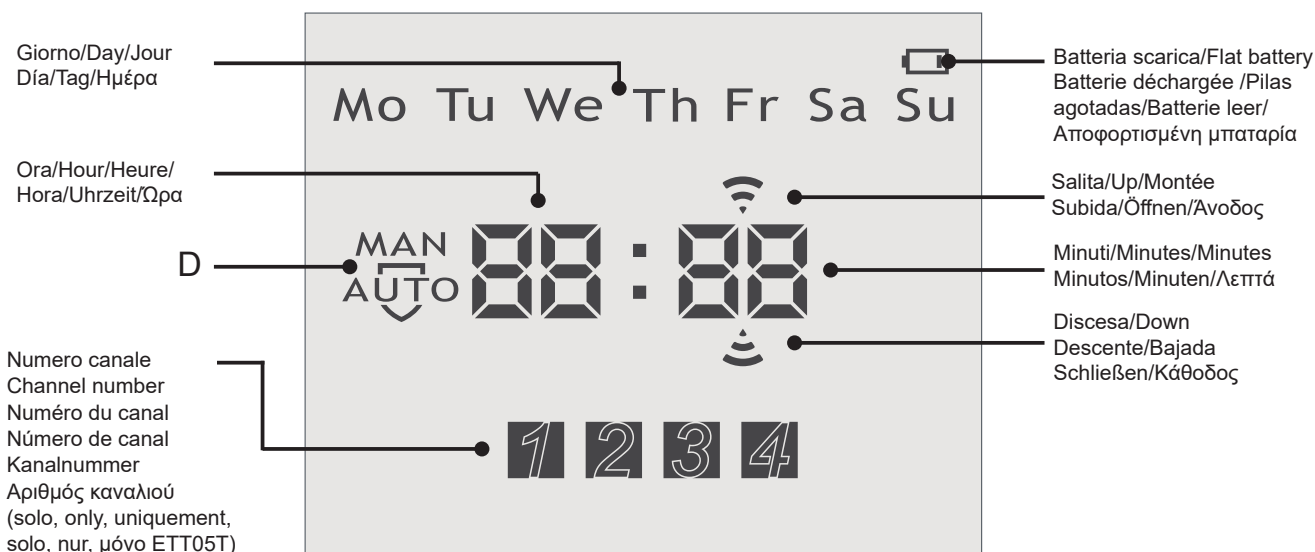 Giorno/Day/Jour
Día/Tag/Ημέρα
Ora/Hour/Heure/
Hora/Uhrzeit/Ώρα
D
Numero canale
Channel number
Numéro du canal
Número de canal
Kanalnummer
Αριθμός καναλιού
(solo, only, uniquement,
solo, nur, μόνο ETT05T)
Mo Tu We Th Fr Sa Su
MAN
AUTO
88:88
1 2 3 4
Batteria scarica/Flat battery
Batterie déchargée /Pilas
agotadas/Batterie leer/
Αποφορτισμένη μπαταρία
Salita/Up/Montée
Subida/Öffnen/Άνοδος
Minuti/Minutes/Minutes
Minutos/Minuten/Λεπτά
Discesa/Down
Descente/Bajada
Schließen/Κάθοδος